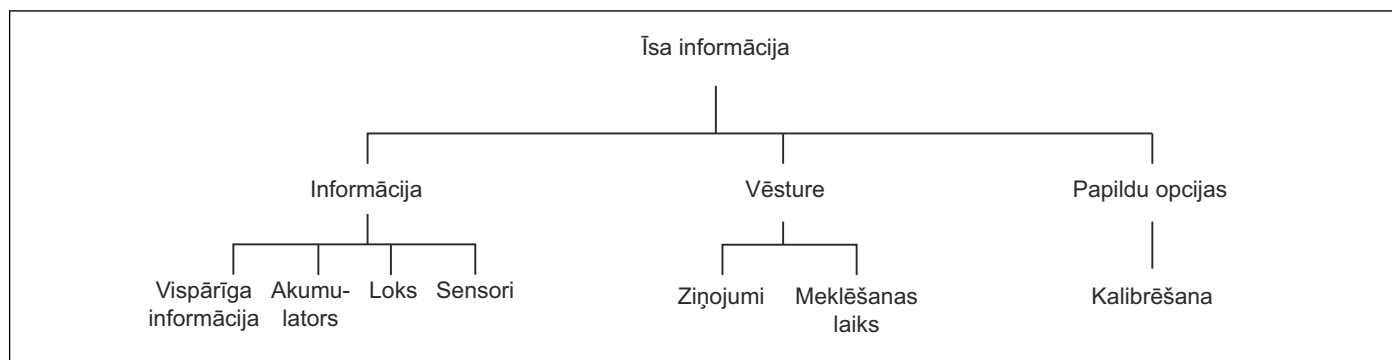 Īsa informācija
Informācija
Vēsture
Papildu opcijas
Vispārīga
informācija
Akumu-
lators
Loks
Sensori
Ziņojumi
Meklēšanas
laiks
Kalibrēšana